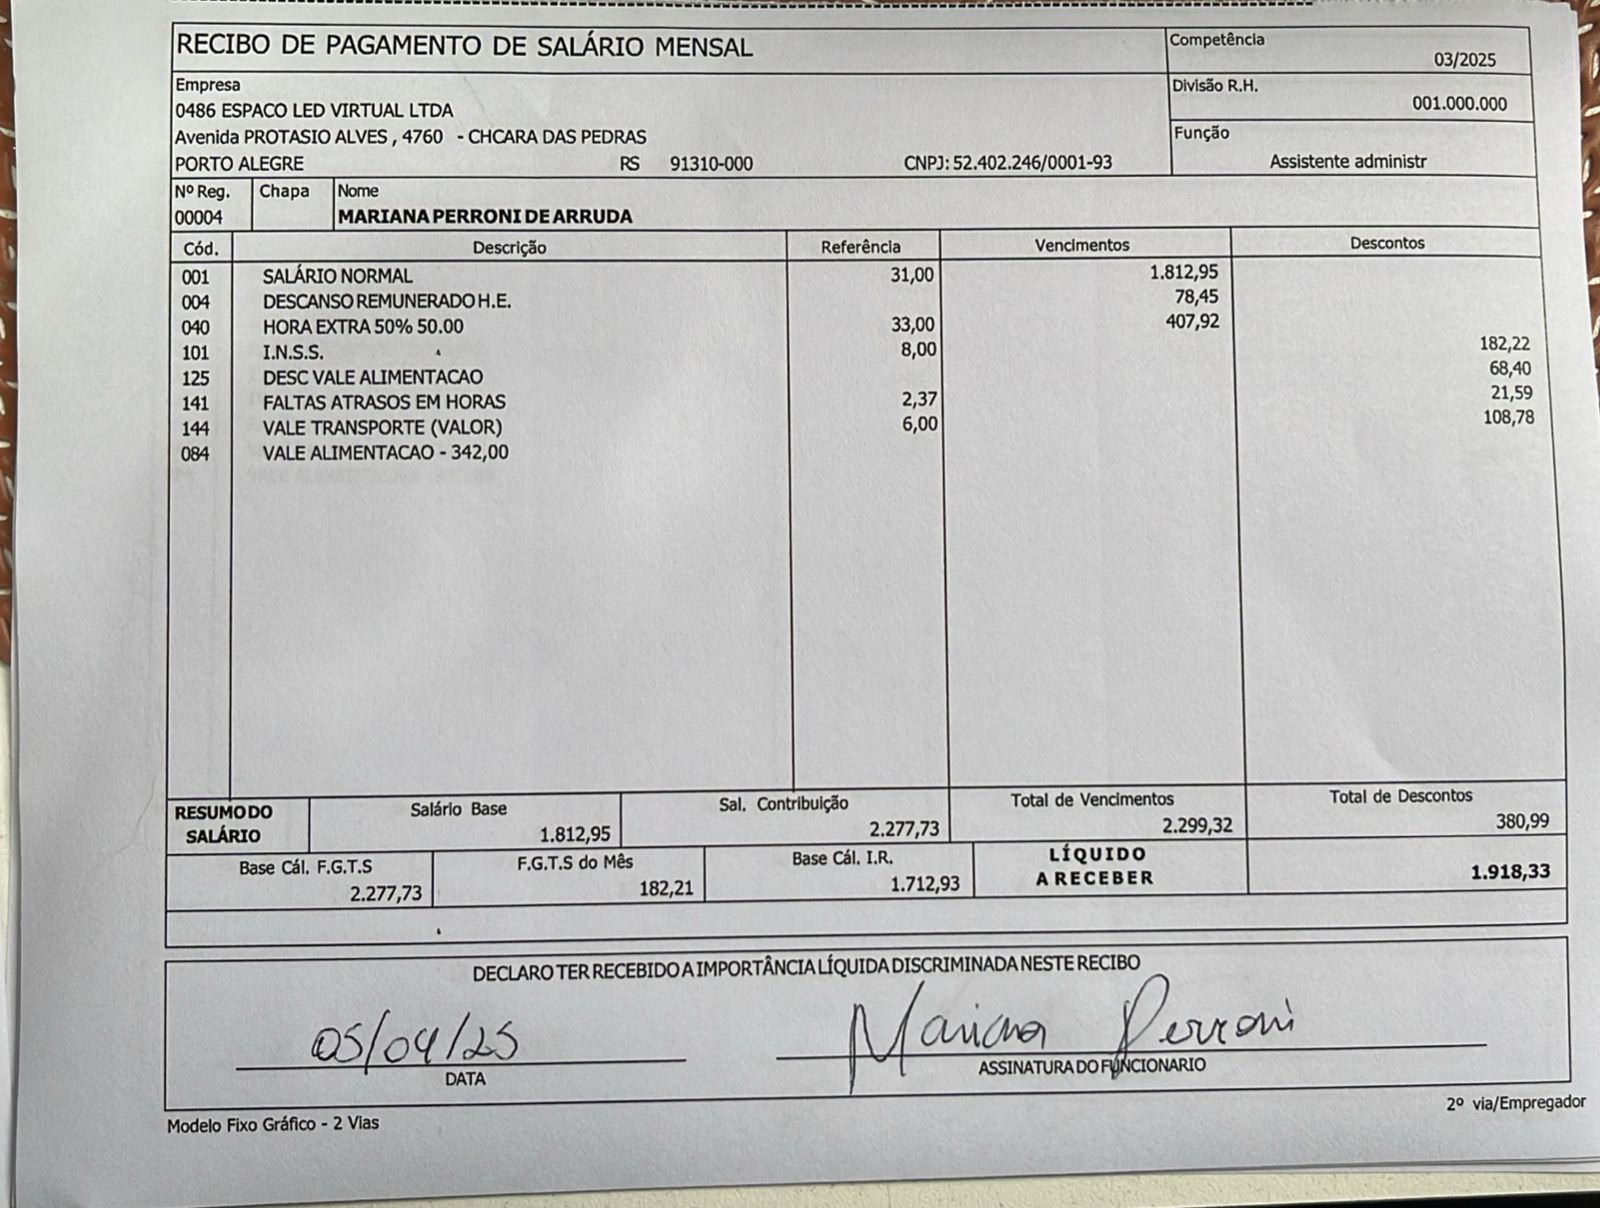 RECIBO DE PAGAMENTO DE SALÁRIO MENSAL
Competência
03/2025
Empresa
0486 ESPACO LED VIRTUAL LTDA
Avenida PROTASIO ALVES , 4760 - CHCARA DAS PEDRAS
PORTO ALEGRE RS 91310-000 CNPJ: 52.402.246/0001-93
Divisão R.H.
001.000.000
Função
Assistente administr
Nº Reg. Chapa Nome
00004 MARIANA PERRONI DE ARRUDA
Cód. Descrição Referência Vencimentos Descontos
001 SALÁRIO NORMAL 31,00 1.812,95
004 DESCANSO REMUNERADO H.E. 78,45
040 HORA EXTRA 50% 50.00 33,00 407,92
101 I.N.S.S. 8,00 182,22
125 DESC VALE ALIMENTACAO 68,40
141 FALTAS ATRASOS EM HORAS 2,37 21,59
144 VALE TRANSPORTE (VALOR) 6,00 108,78
084 VALE ALIMENTACAO - 342,00
RESUMO DO SALÁRIO
Salário Base Sal. Contribuição Total de Vencimentos Total de Descontos
1.812,95 2.277,73 2.299,32 380,99
Base Cál. F.G.T.S F.G.T.S do Mês Base Cál. I.R. LÍQUIDO A RECEBER
2.277,73 182,21 1.712,93 1.918,33
DECLARO TER RECEBIDO A IMPORTÂNCIA LÍQUIDA DISCRIMINADA NESTE RECIBO
05/04/25 Mariana Perroni
DATA ASSINATURA DO FUNCIONARIO
Modelo Fixo Gráfico - 2 Vias 2º via/Empregador